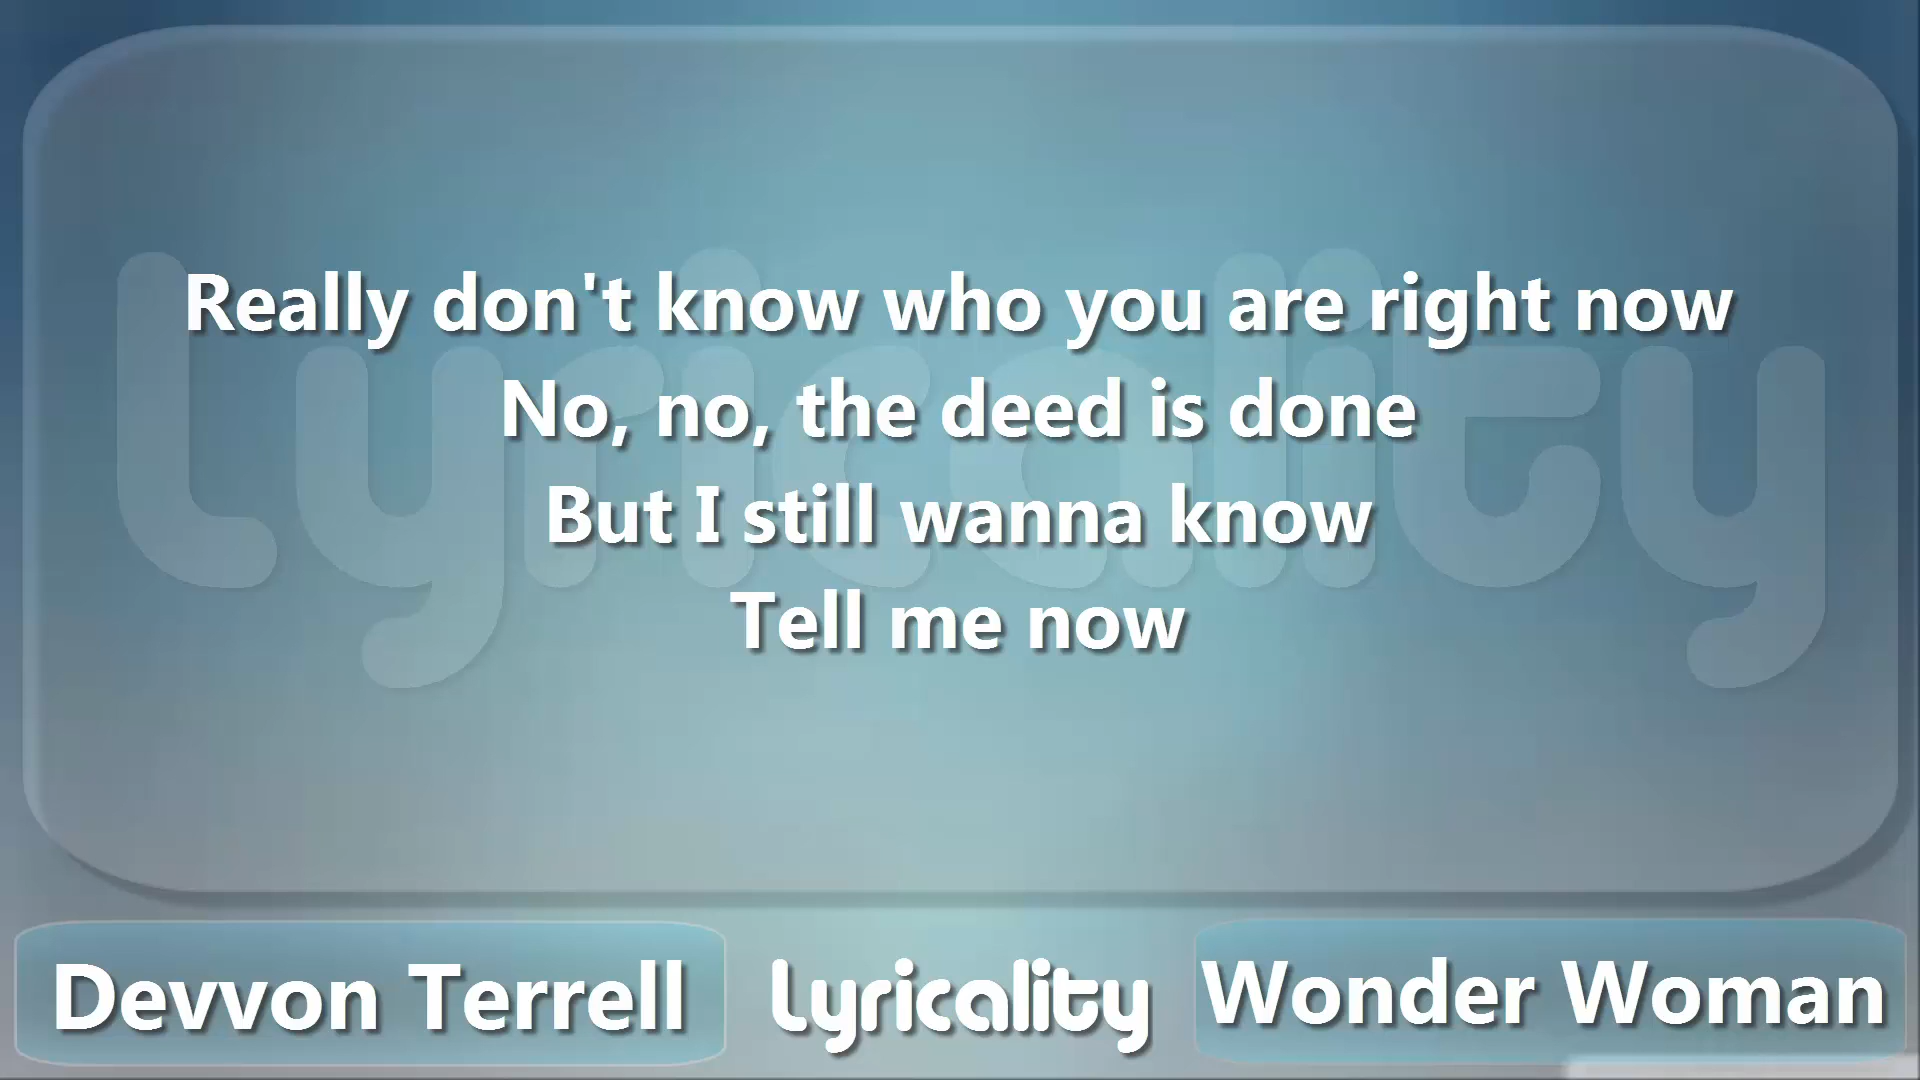 Really don't know who you are right now
No, no, the deed is done
But I still wanna know
Tell me now
Lyricality
Devvon Terrell
Lyricality
Wonder Woman